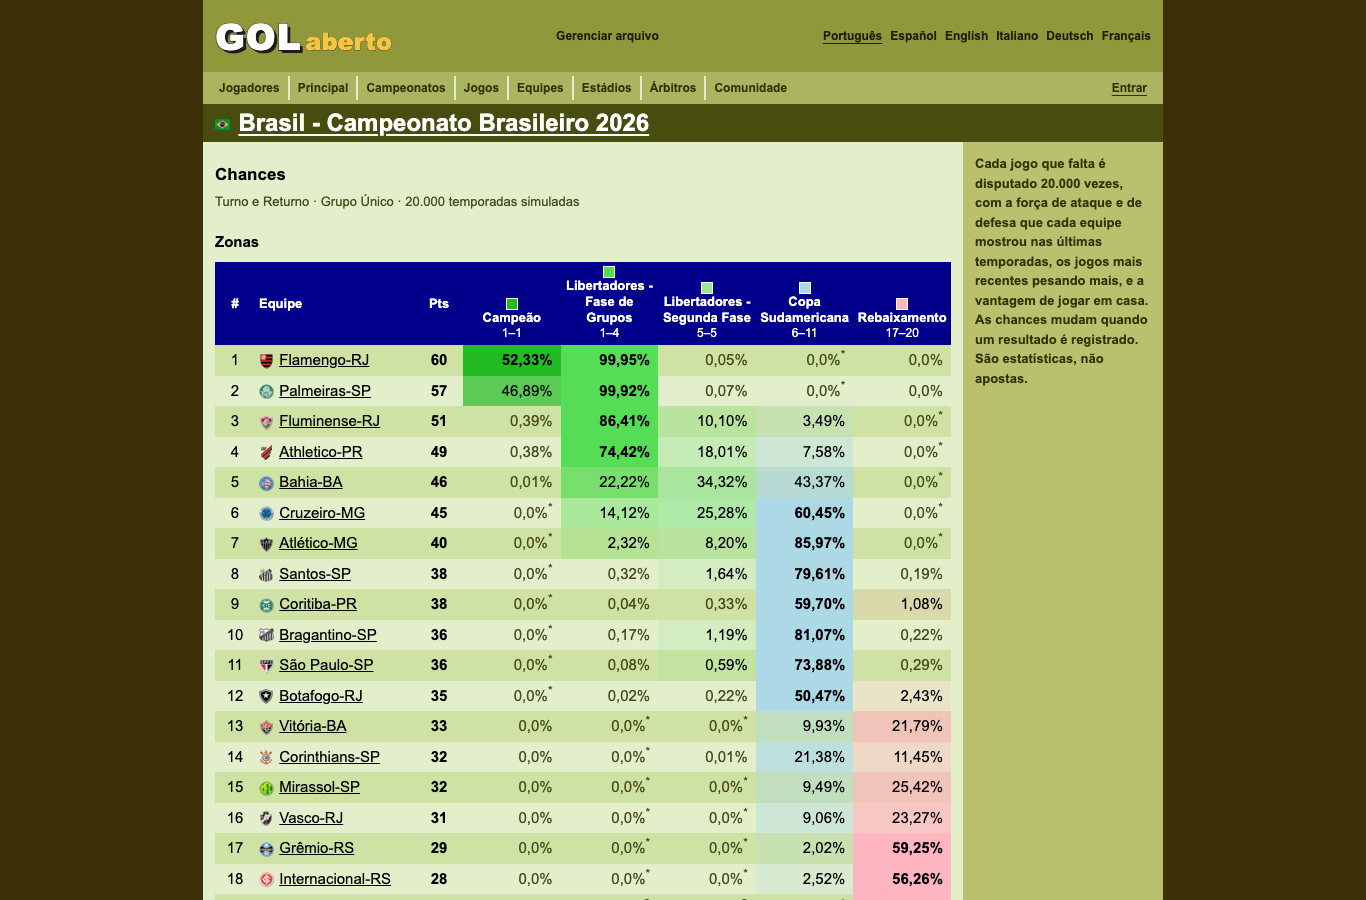 GOL aberto
Gerenciar arquivo
Português Español English Italiano Deutsch Français
Jogadores Principal Campeonatos Jogos Equipes Estádios Árbitros Comunidade
Entrar
Brasil - Campeonato Brasileiro 2026
Chances
Turno e Returno · Grupo Único · 20.000 temporadas simuladas
Zonas
# Equipe Pts Campeão 1–1 Libertadores - Fase de Grupos 1–4 Libertadores - Segunda Fase 5–5 Copa Sudamericana 6–11 Rebaixamento 17–20
1 Flamengo-RJ 60 52,33% 99,95% 0,05% 0,0%* 0,0%
2 Palmeiras-SP 57 46,89% 99,92% 0,07% 0,0%* 0,0%
3 Fluminense-RJ 51 0,39% 86,41% 10,10% 3,49% 0,0%*
4 Athletico-PR 49 0,38% 74,42% 18,01% 7,58% 0,0%*
5 Bahia-BA 46 0,01% 22,22% 34,32% 43,37% 0,0%*
6 Cruzeiro-MG 45 0,0%* 14,12% 25,28% 60,45% 0,0%*
7 Atlético-MG 40 0,0%* 2,32% 8,20% 85,97% 0,0%*
8 Santos-SP 38 0,0%* 0,32% 1,64% 79,61% 0,19%
9 Coritiba-PR 38 0,0%* 0,04% 0,33% 59,70% 1,08%
10 Bragantino-SP 36 0,0%* 0,17% 1,19% 81,07% 0,22%
11 São Paulo-SP 36 0,0%* 0,08% 0,59% 73,88% 0,29%
12 Botafogo-RJ 35 0,0%* 0,02% 0,22% 50,47% 2,43%
13 Vitória-BA 33 0,0% 0,0%* 0,0%* 9,93% 21,79%
14 Corinthians-SP 32 0,0% 0,0%* 0,01% 21,38% 11,45%
15 Mirassol-SP 32 0,0% 0,0%* 0,0%* 9,49% 25,42%
16 Vasco-RJ 31 0,0% 0,0%* 0,0%* 9,06% 23,27%
17 Grêmio-RS 29 0,0% 0,0%* 0,0%* 2,02% 59,25%
18 Internacional-RS 28 0,0% 0,0%* 0,0%* 2,52% 56,26%
Cada jogo que falta é
disputado 20.000 vezes,
com a força de ataque e de
defesa que cada equipe
mostrou nas últimas
temporadas, os jogos mais
recentes pesando mais, e a
vantagem de jogar em casa.
As chances mudam quando
um resultado é registrado.
São estatísticas, não
apostas.